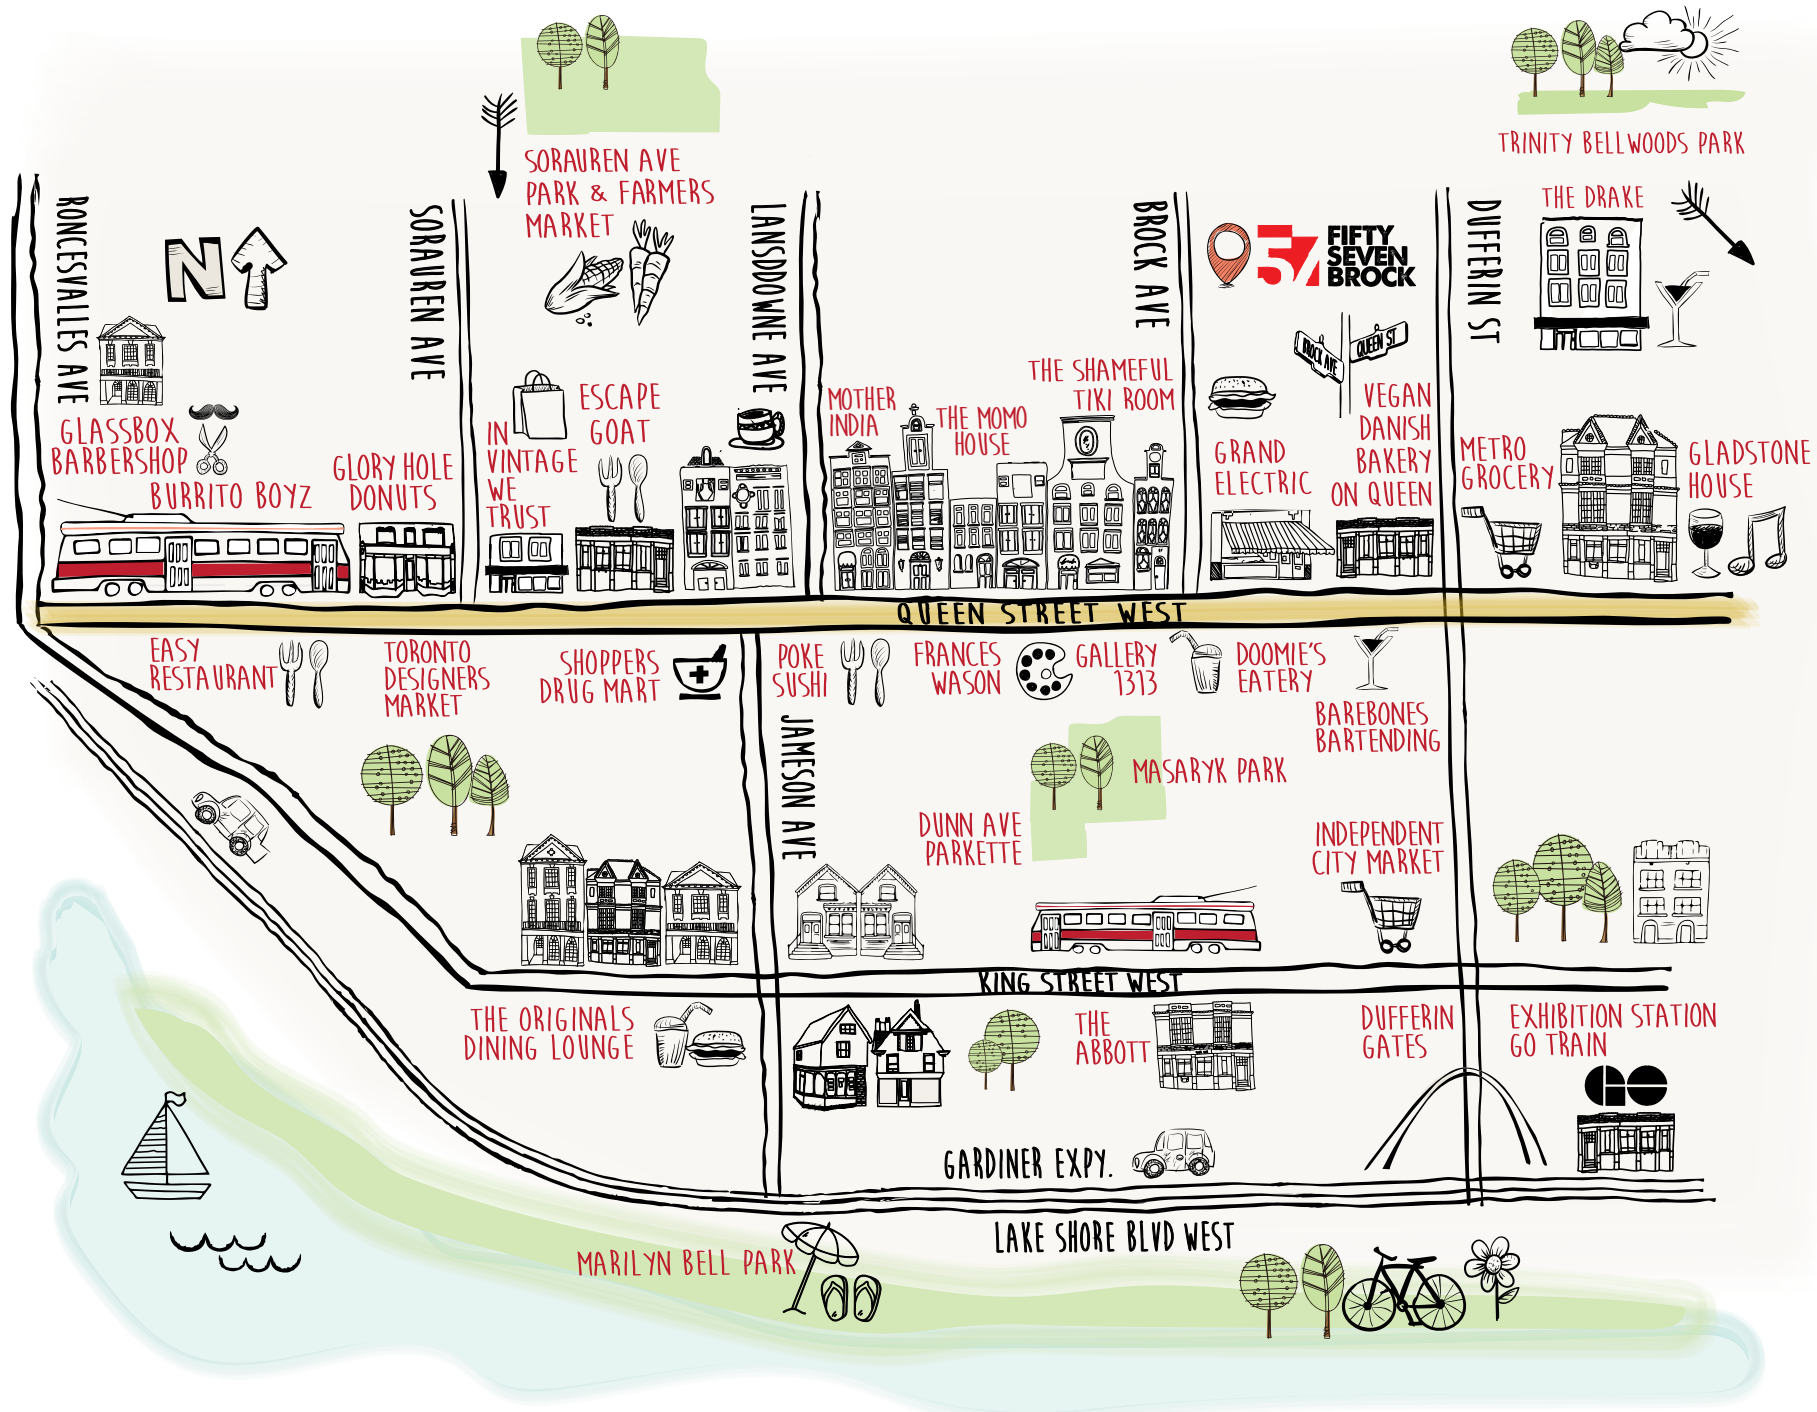 SORAUREN AVE
PARK & FARMERS
MARKET
TRINITY BELLWOODS PARK
THE DRAKE
RONCESVALLES AVE
N
SORAUREN AVE
LANSDDOWNE AVE
BROCK AVE
57 FIFTY
SEVEN
BROCK
DUFFERIN ST
BROCK AVE
QUEEN ST
GLASSBOX
BARBERSHOP
BURRITO BOYZ
GLORY HOLE
DONUTS
IN
VINTAGE
WE
TRUST
ESCAPE
GOAT
MOTHER
INDIA
THE MOMO
HOUSE
THE SHAMEFUL
TIKI ROOM
GRAND
ELECTRIC
VEGAN
DANISH
BAKERY
ON QUEEN
METRO
GROCERY
GLADSTONE
HOUSE
QUEEN STREET WEST
EASY
RESTAURANT
TORONTO
DESIGNERS
MARKET
SHOPPERS
DRUG MART
POKE
SUSHI
FRANCES
WASON
GALLERY
1313
DOOMIE'S
EATERY
BAREBONES
BARTENDING
JAMESON AVE
MASARYK PARK
DUNN AVE
PARKETTE
INDEPENDENT
CITY MARKET
KING STREET WEST
THE ORIGINALS
DINING LOUNGE
THE
ABBOTT
DUFFERIN
GATES
EXHIBITION STATION
GO TRAIN
GO
GARDINER EXPY.
LAKE SHORE BLVD WEST
MARILYN BELL PARK